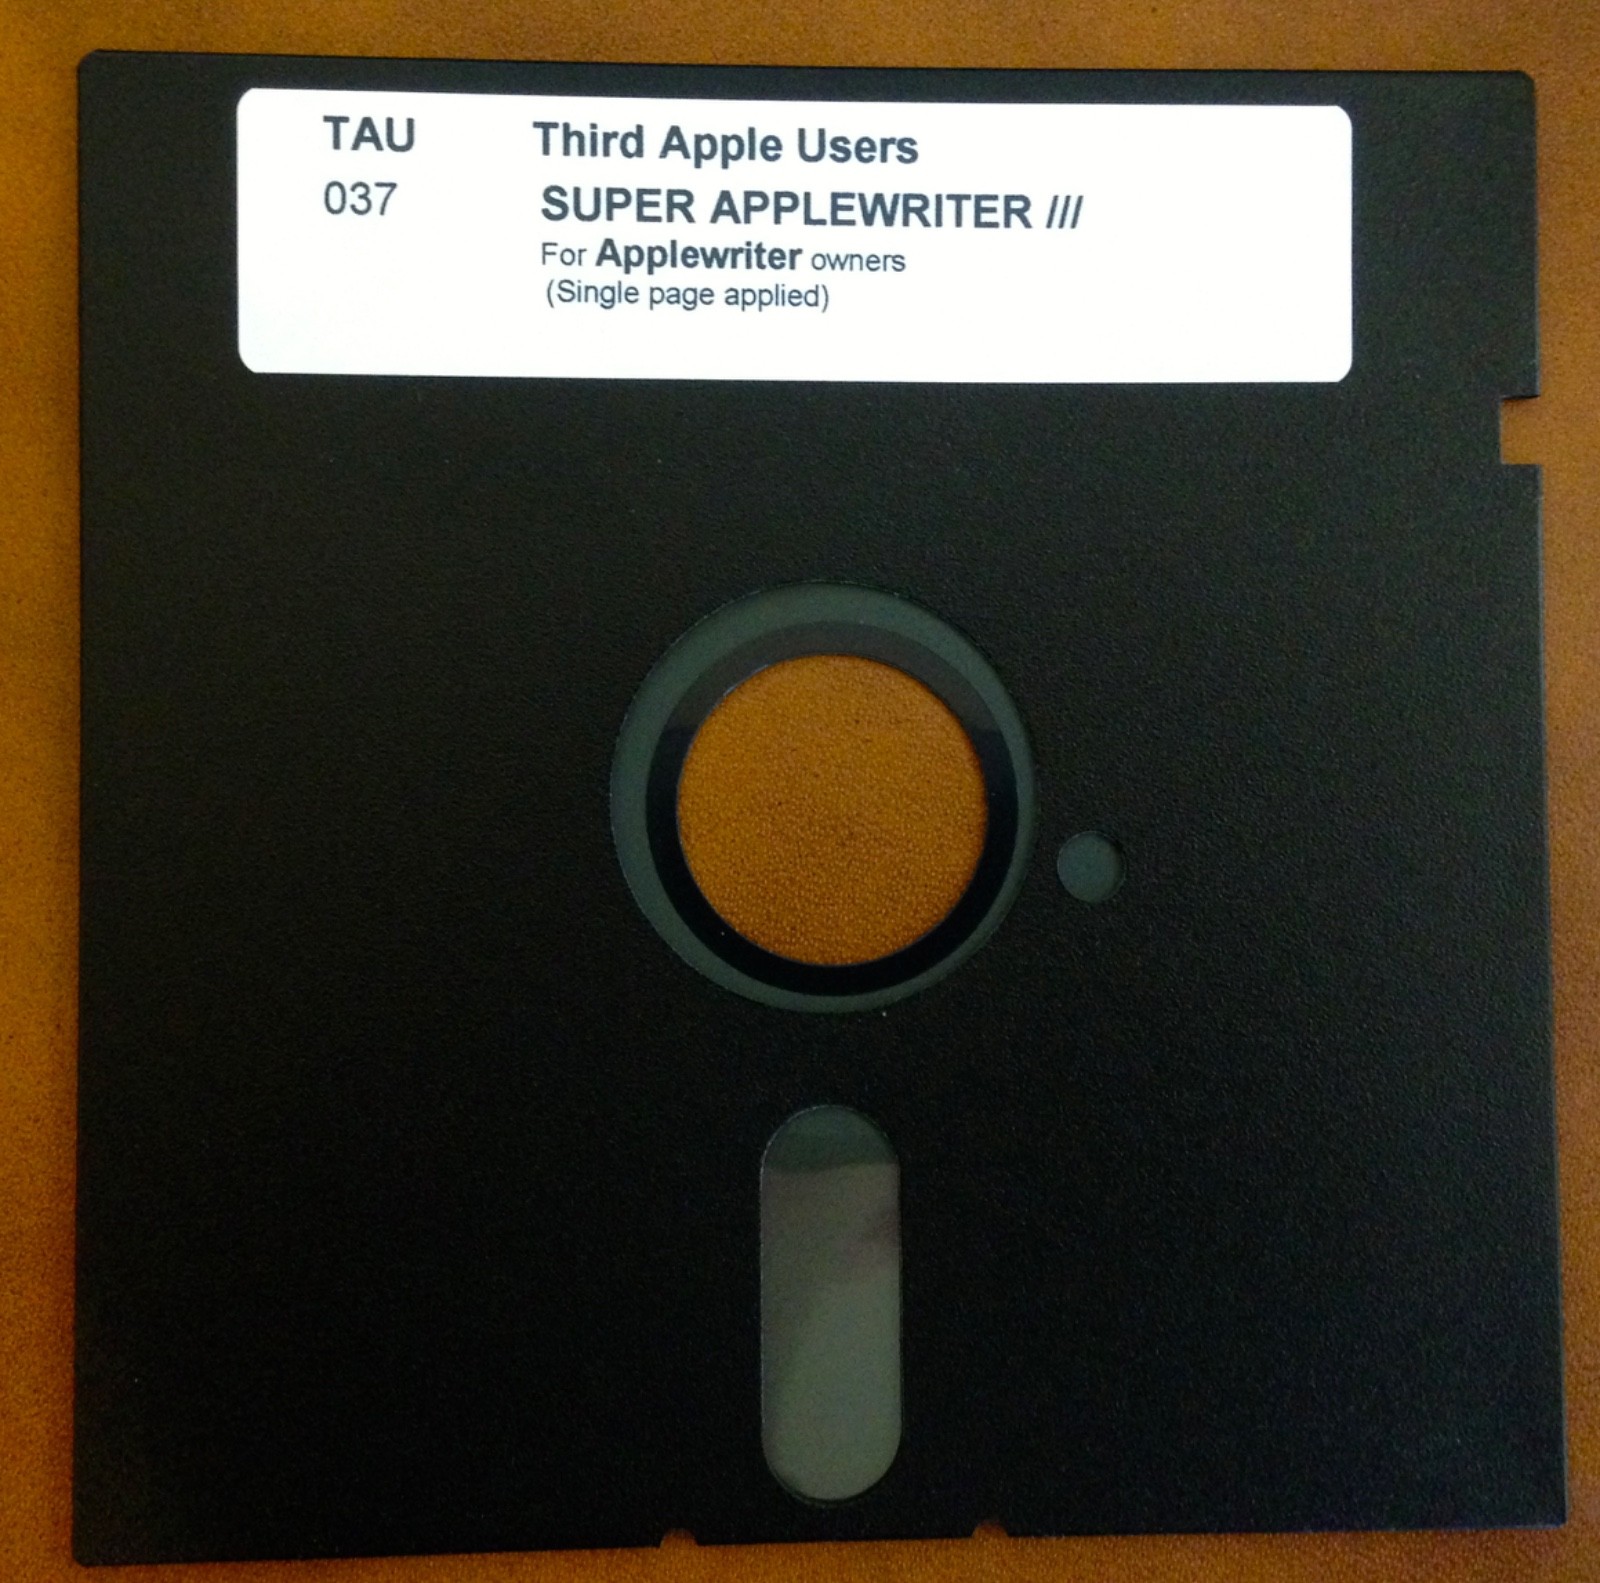 TAU Third Apple Users
037 SUPER APPLEWRITER ///
For Applewriter owners
(Single page applied)